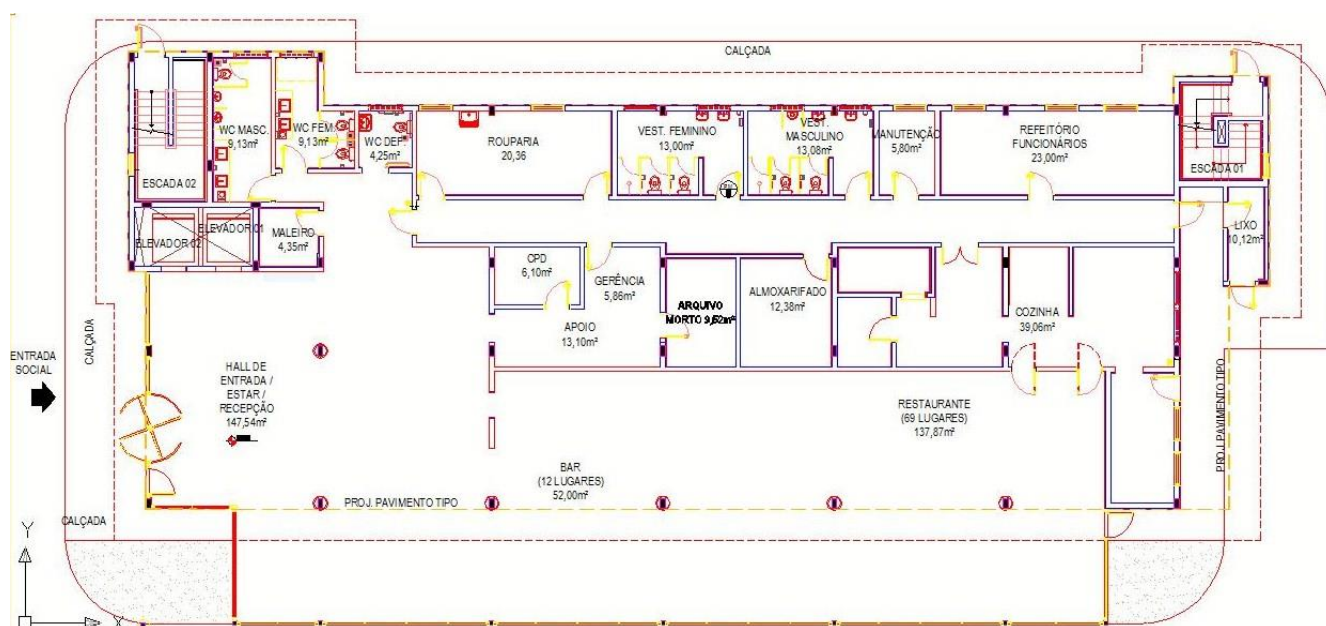 CALÇADA
WC MASC.
9,13m²
WC FEM.
9,13m²
WC DEF.
4,25m²
ROUPARIA
20,36
VEST. FEMININO
13,00m²
VEST.
MASCULINO
13,08m²
MANUTENÇÃO
5,80m²
REFEITÓRIO
FUNCIONÁRIOS
23,00m²
ESCADA 02
ESCADA 01
ELEVADOR 02
ELEVADOR 01
MALEIRO
4,35m²
LIXO
10,12m²
CPD
6,10m²
GERÊNCIA
5,86m²
APOIO
13,10m²
ARQUIVO
MORTO 9,52m²
ALMOXARIFADO
12,38m²
COZINHA
39,06m²
CALÇADA
ENTRADA
SOCIAL
HALL DE
ENTRADA /
ESTAR /
RECEPÇÃO
147,54m²
RESTAURANTE
(69 LUGARES)
137,87m²
PROJ. PAVIMENTO TIPO
BAR
(12 LUGARES)
52,00m²
PROJ. PAVIMENTO TIPO
CALÇADA
Y
X